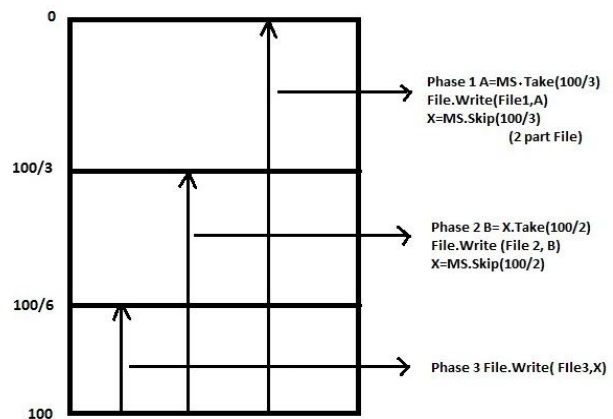 0
Phase 1 A=MS.Take(100/3)
File.Write(File1,A)
X=MS.Skip(100/3)
(2 part File)
100/3
Phase 2 B= X.Take(100/2)
File.Write (File 2, B)
X=MS.Skip(100/2)
100/6
Phase 3 File.Write( FIle3,X)
100